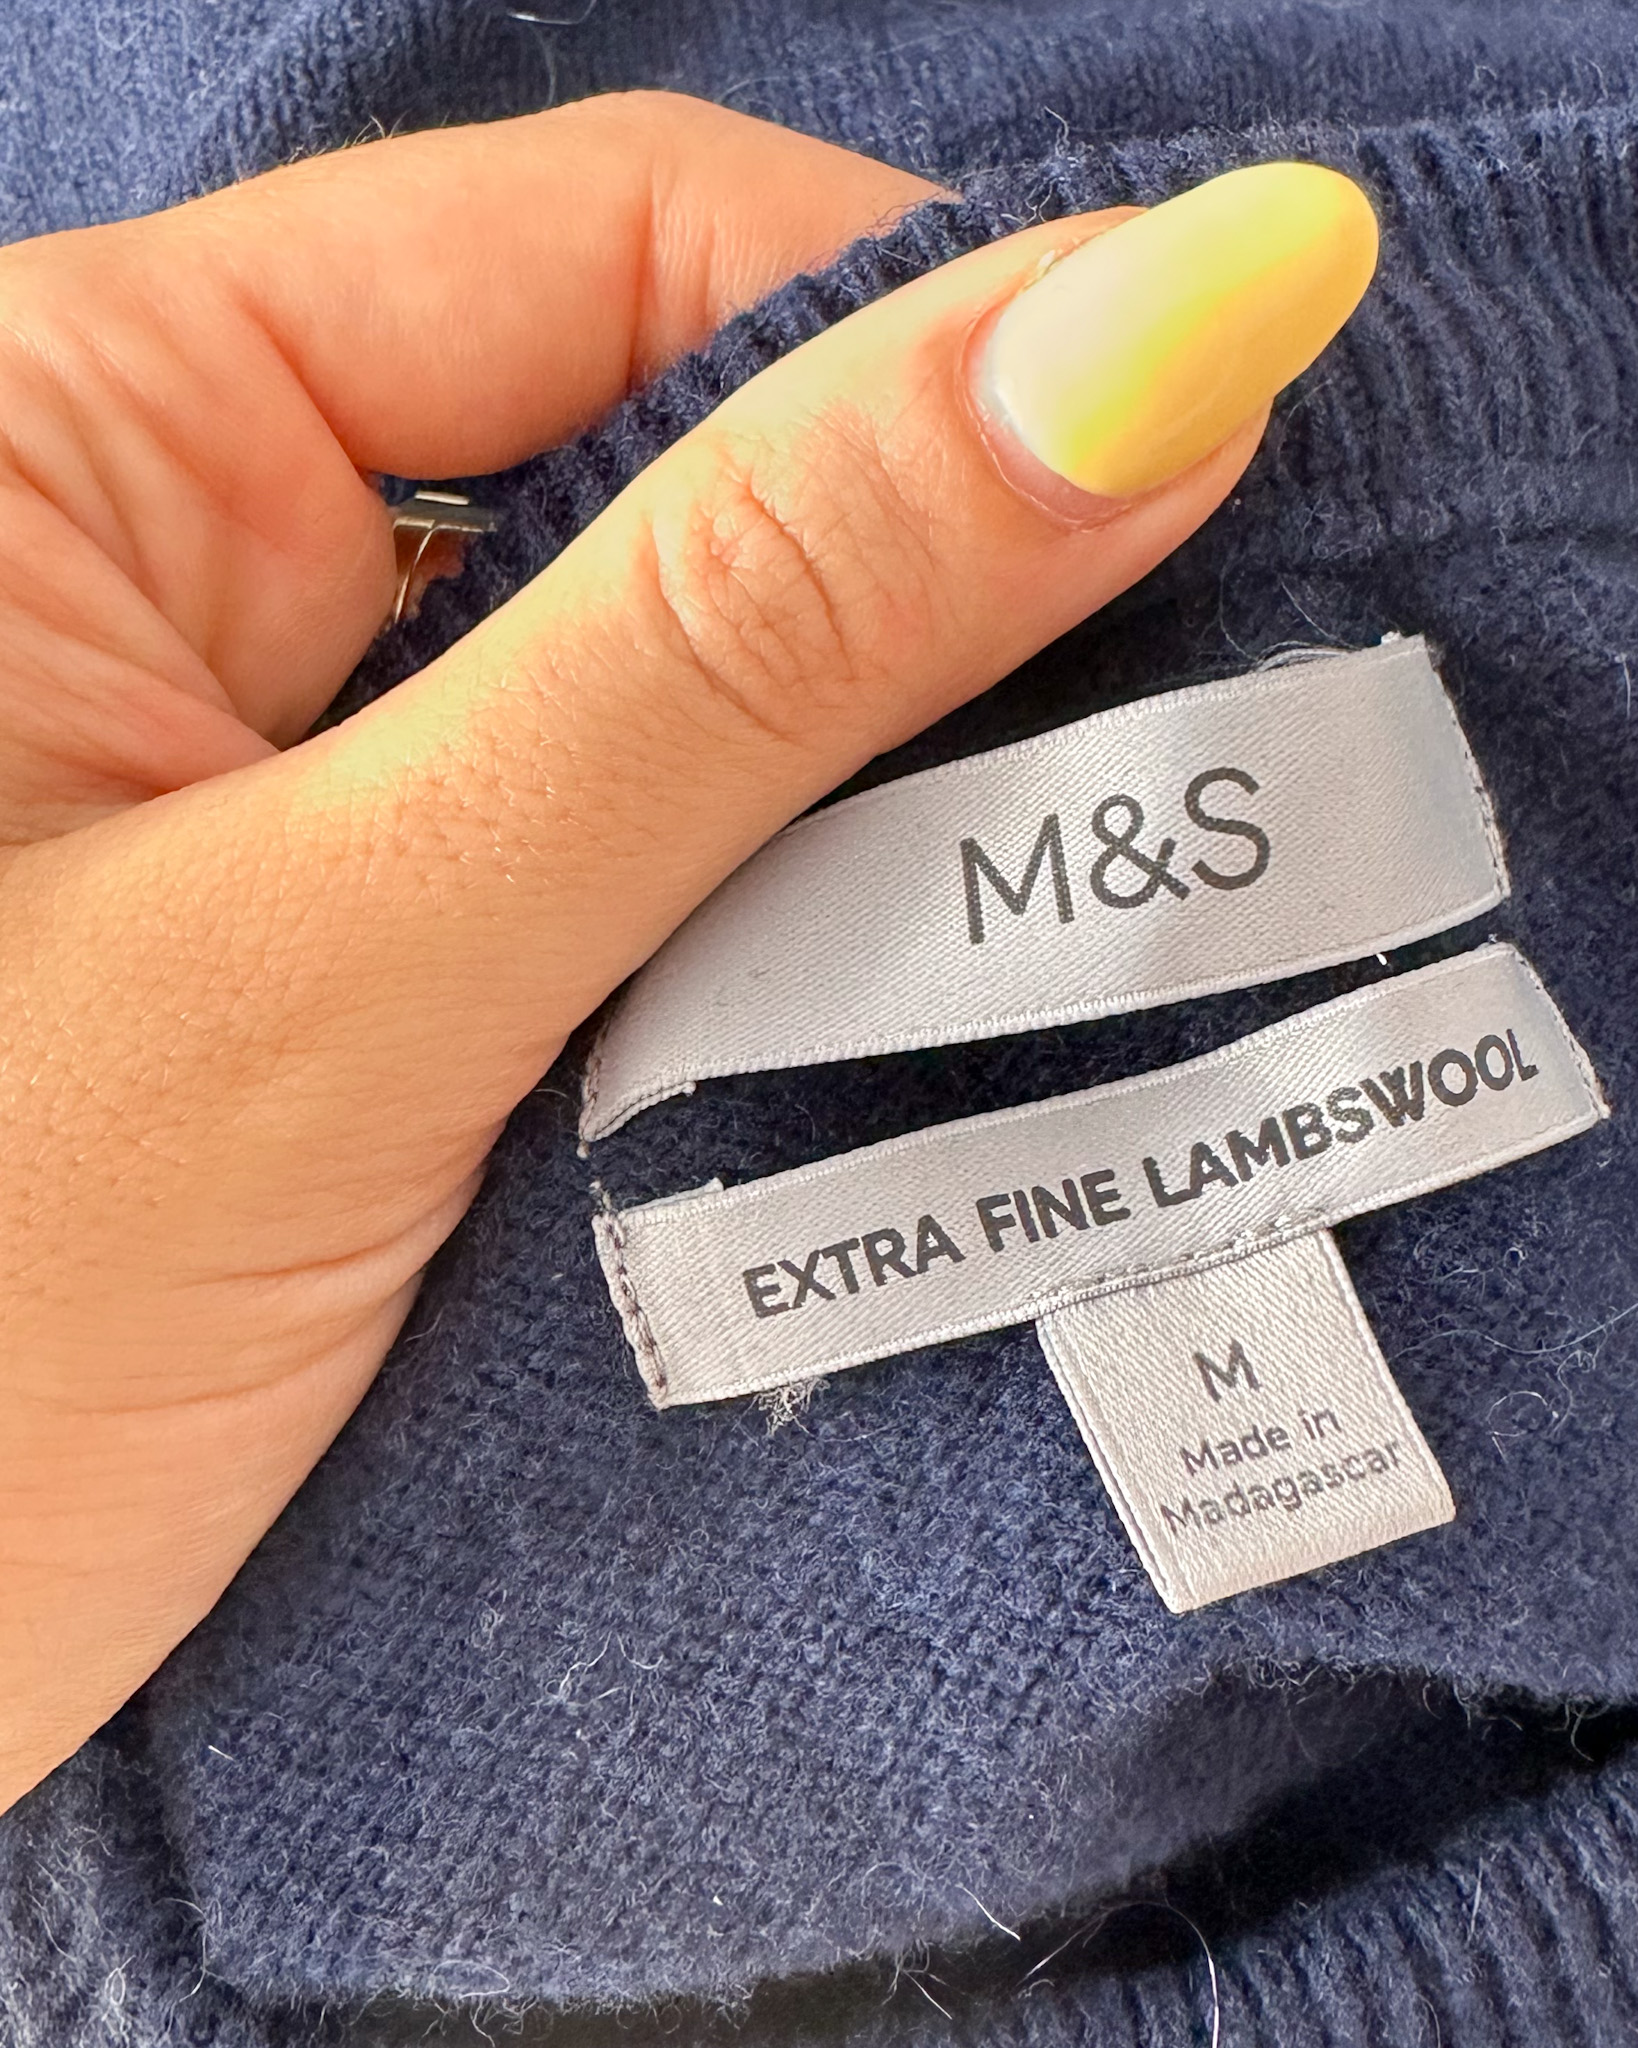 M&S
EXTRA FINE LAMBSWOOL
M
Made in
Madagascar